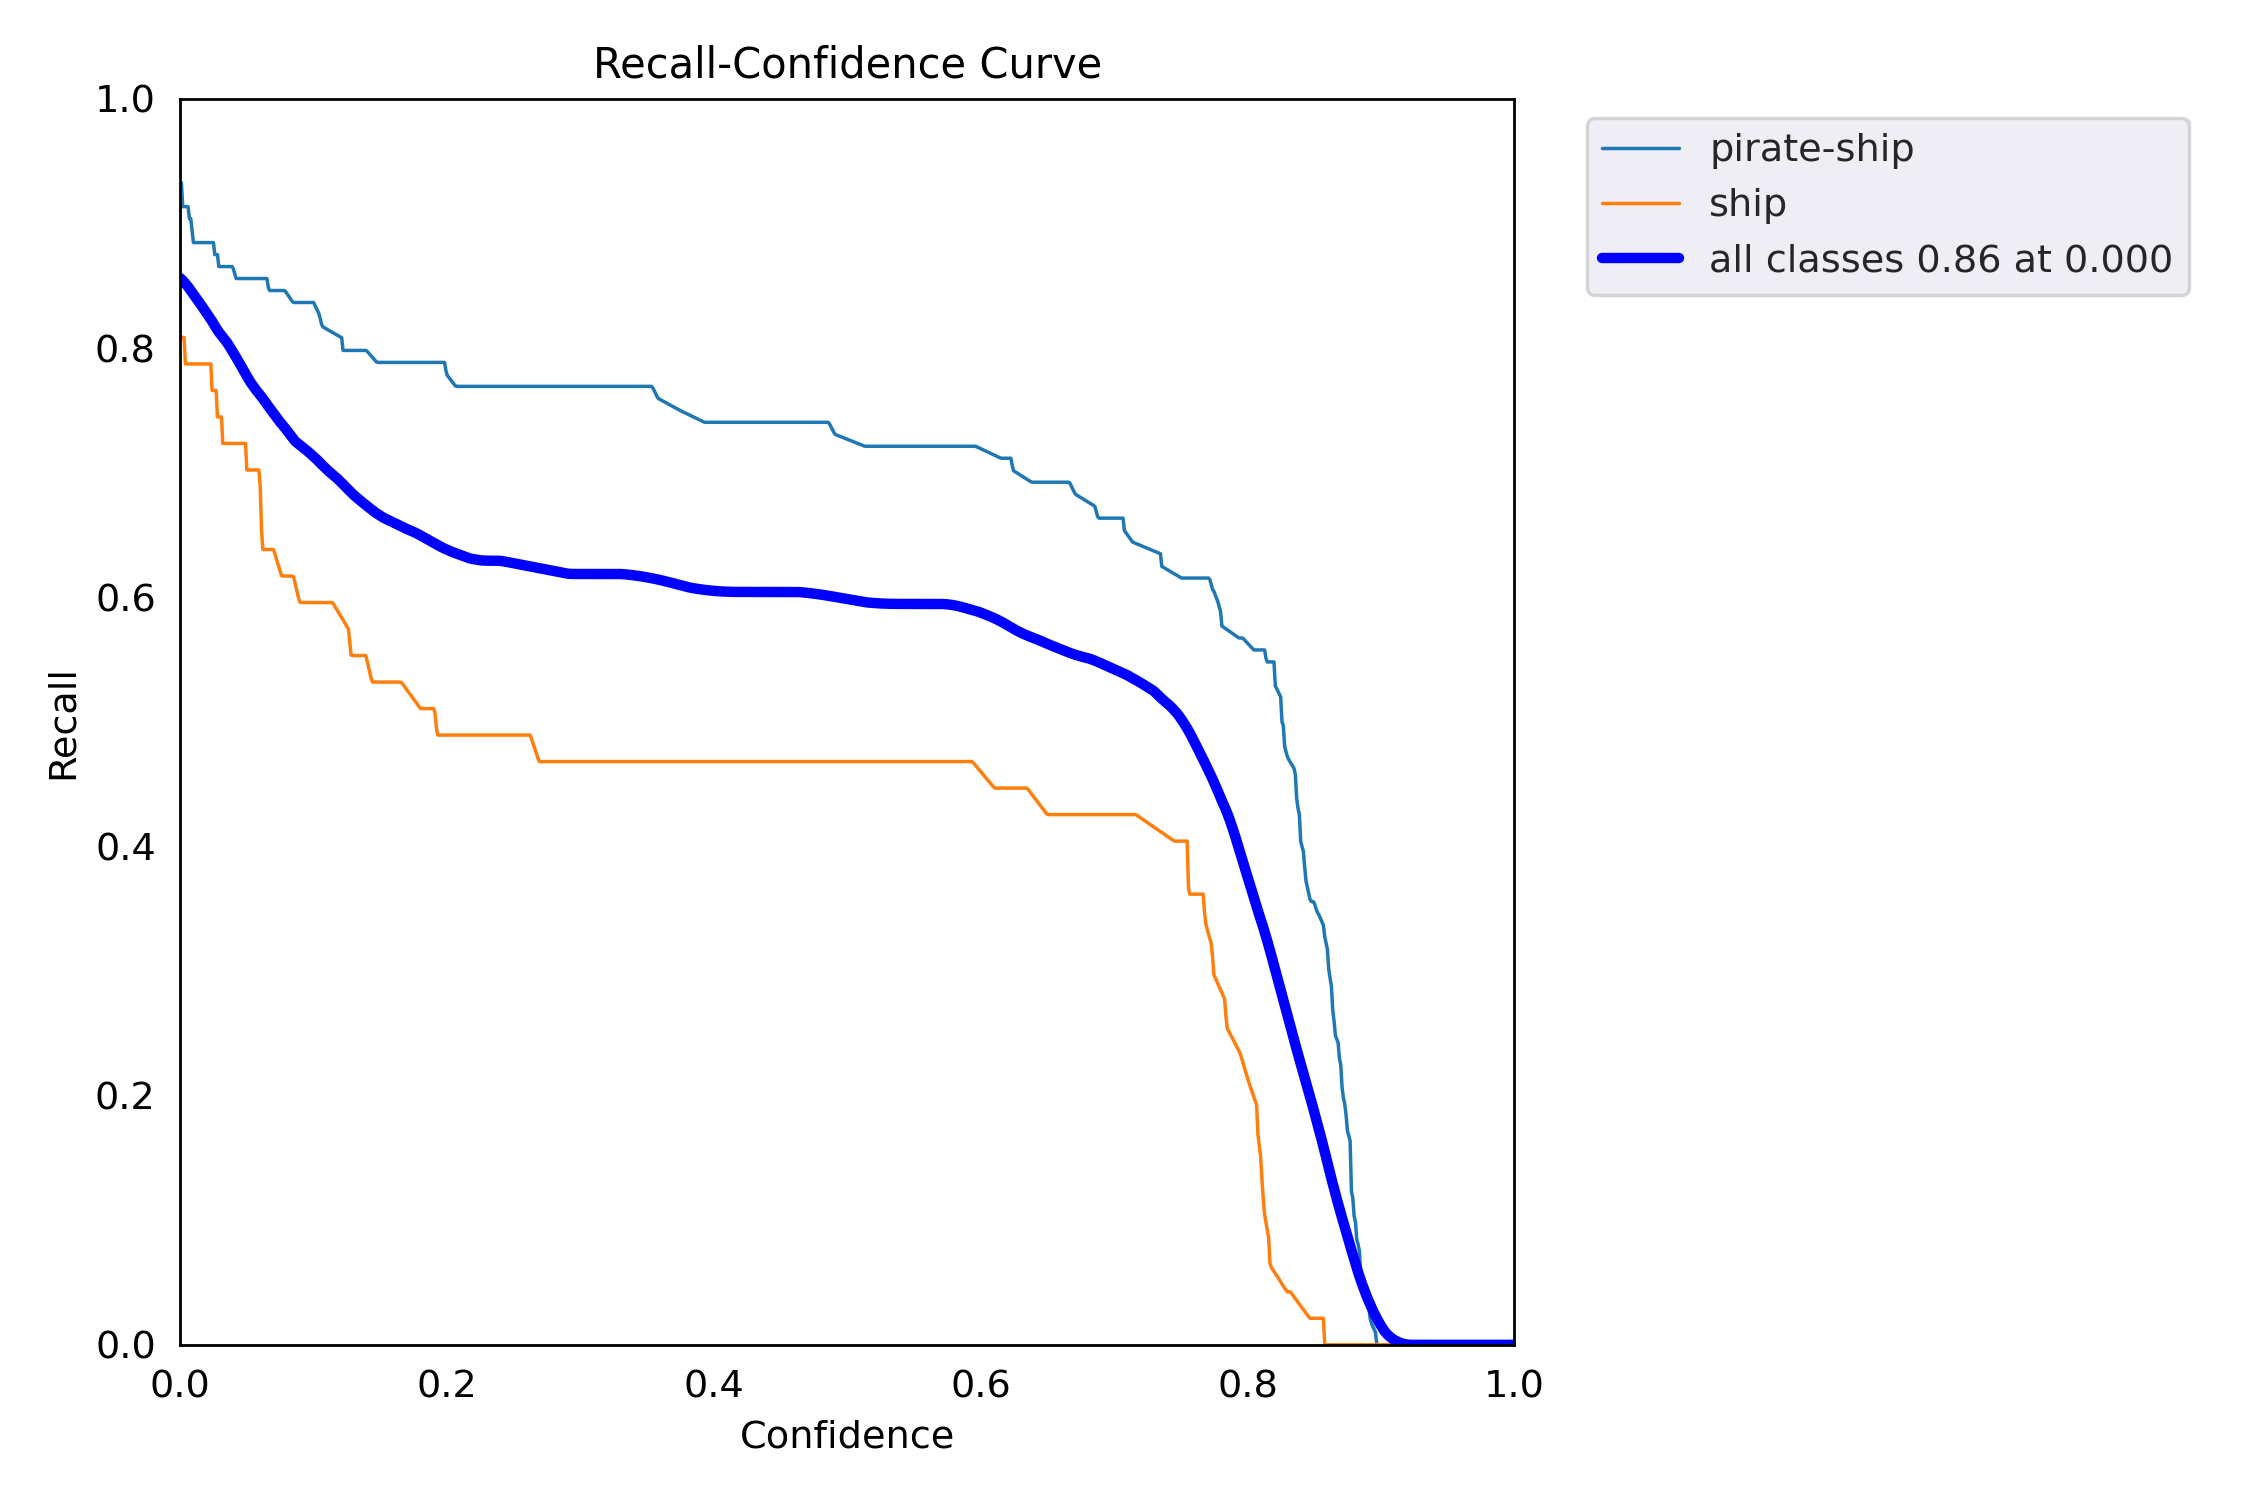 Recall-Confidence Curve
1.0
0.8
0.6
0.4
0.2
0.0
Recall
0.0 0.2 0.4 0.6 0.8 1.0
Confidence
pirate-ship
ship
all classes 0.86 at 0.000